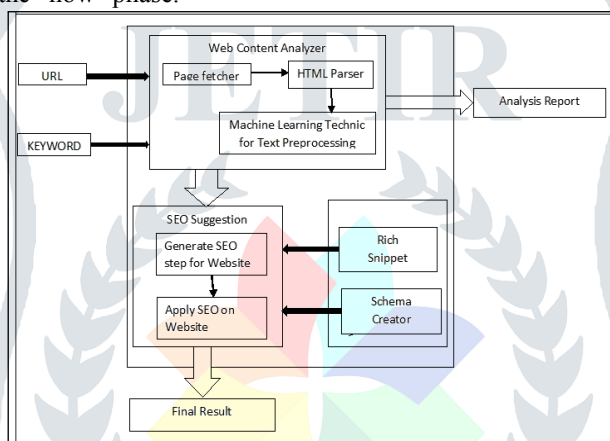 the flow phase.
JETIR
Web Content Analyzer
URL
Page fetcher
HTML Parser
Analysis Report
KEYWORD
Machine Learning Technic
for Text Preprocessing
SEO Suggestion
Generate SEO
step for Website
Rich
Snippet
Apply SEO on
Website
Schema
Creator
Final Result